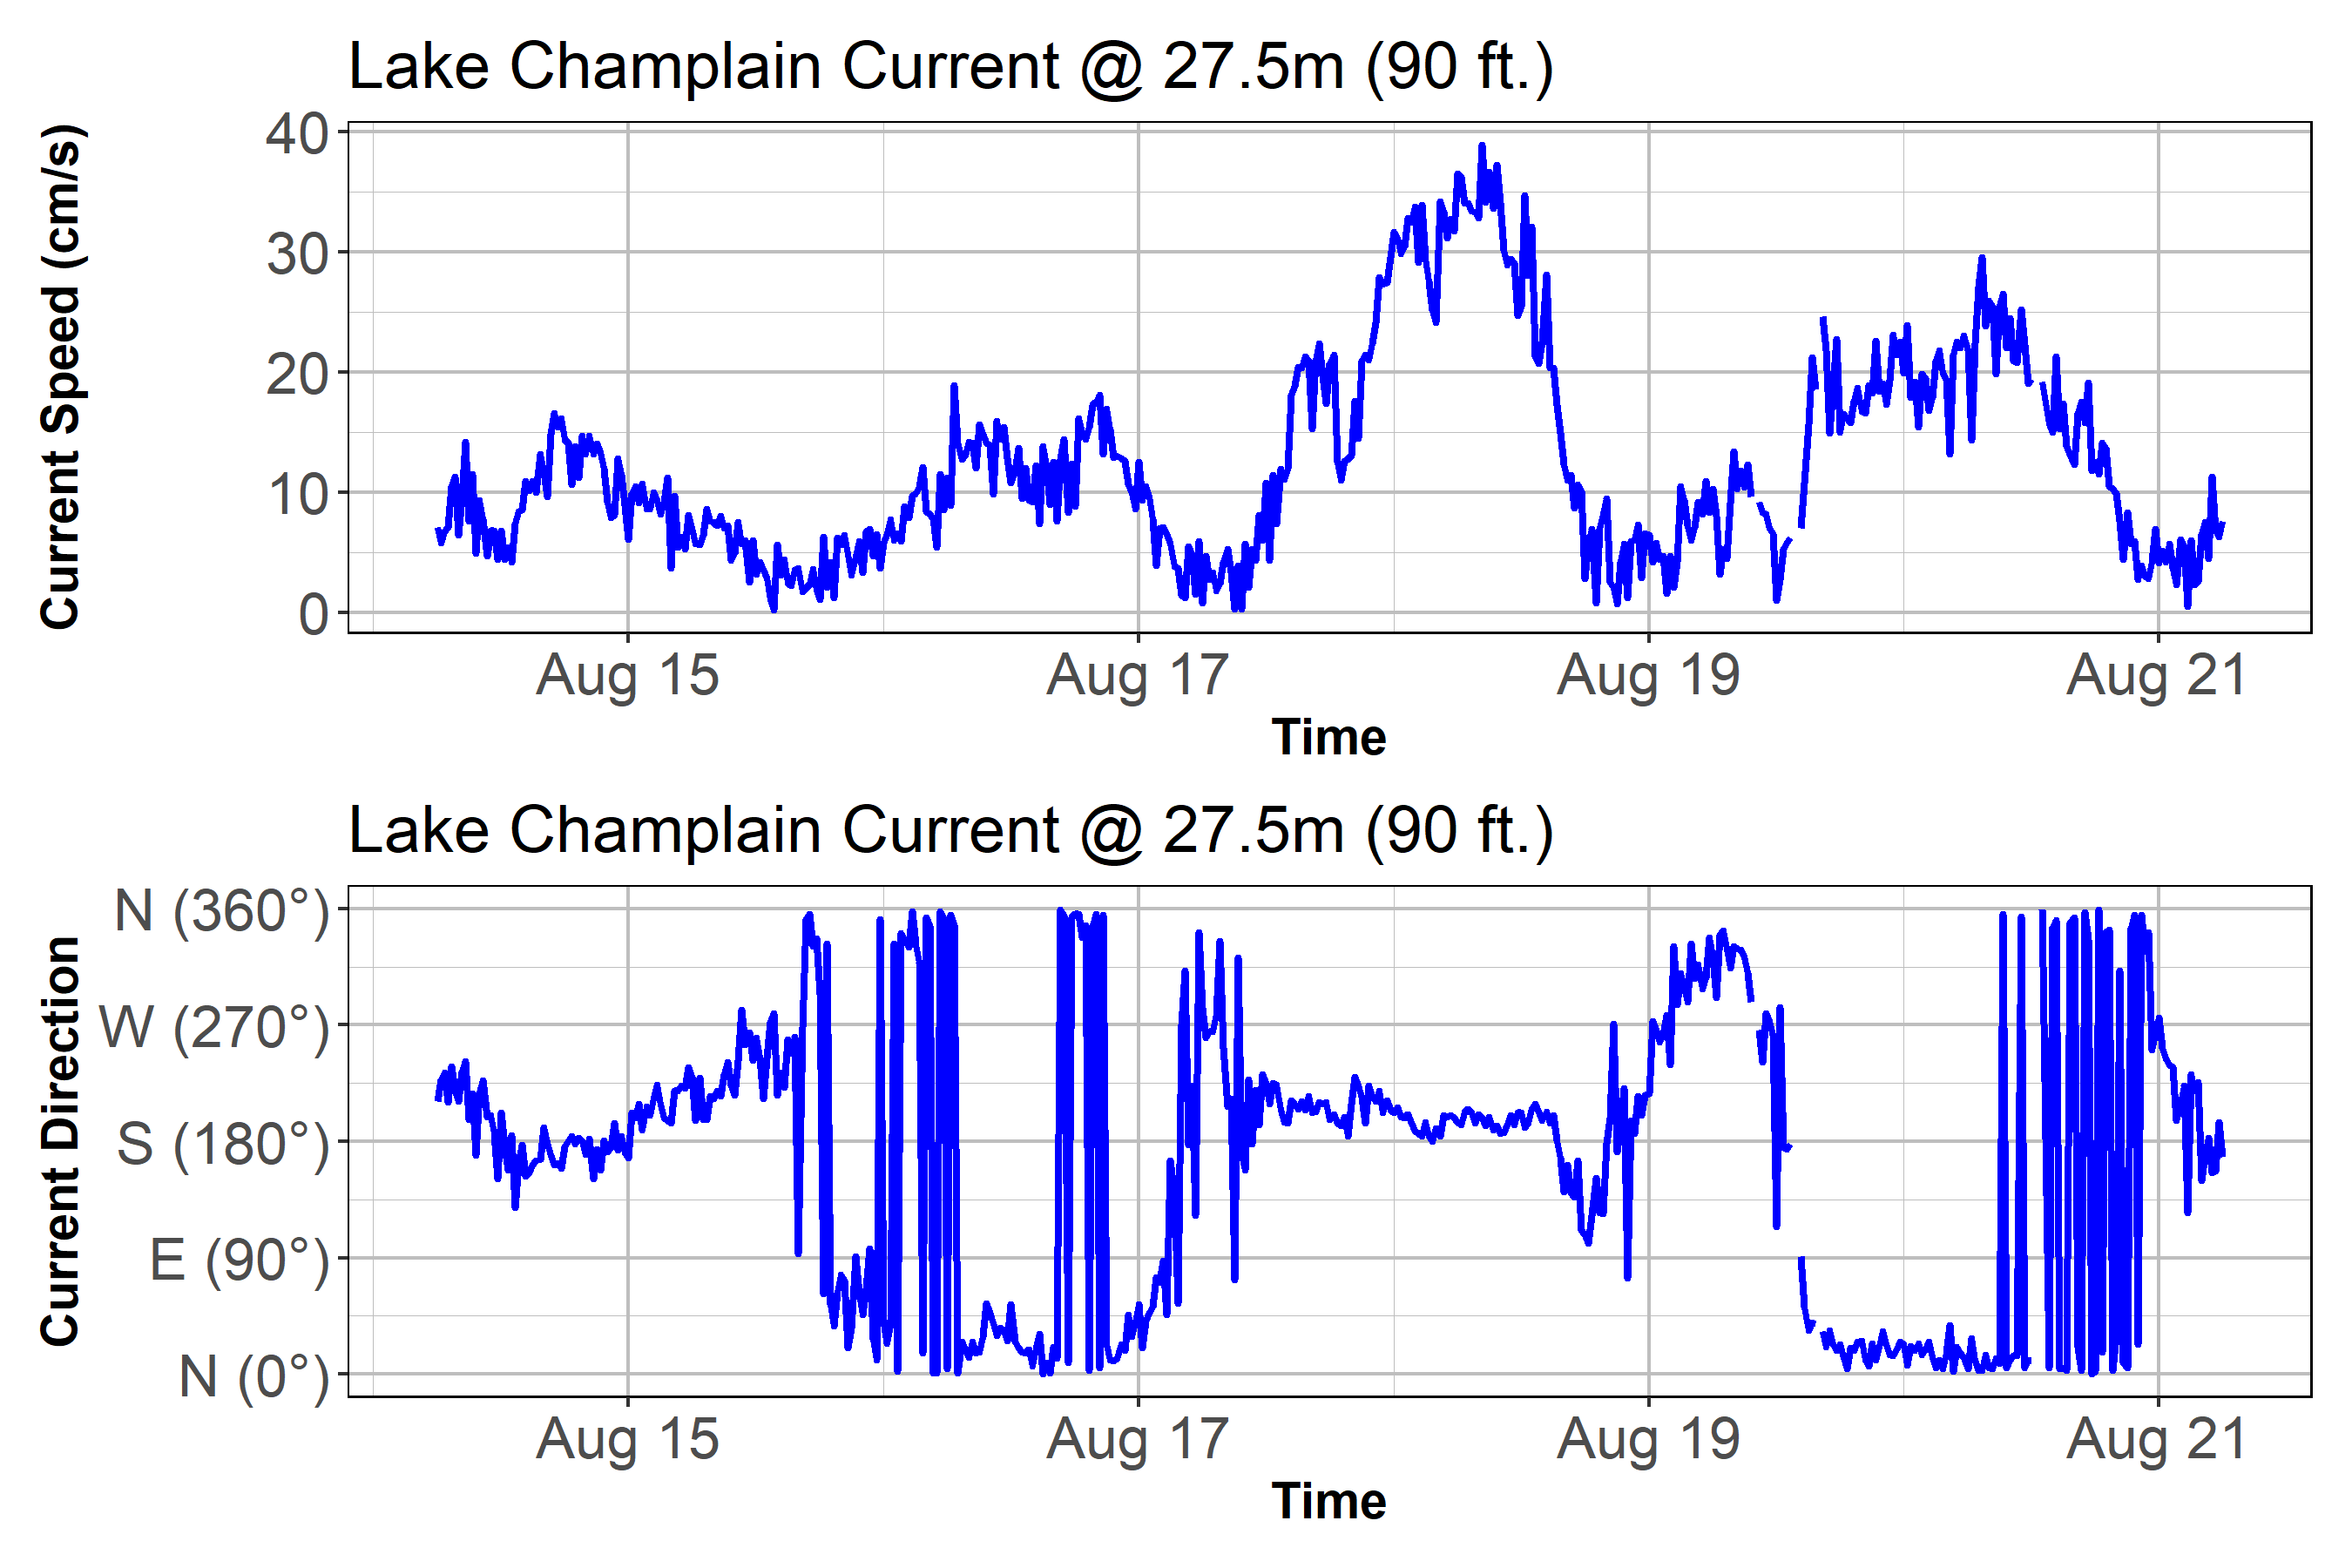 Lake Champlain Current @ 27.5m (90 ft.)
Current Speed (cm/s)
40
30
20
10
0
Aug 15 Aug 17 Aug 19 Aug 21
Time
Lake Champlain Current @ 27.5m (90 ft.)
Current Direction
N (360°)
W (270°)
S (180°)
E (90°)
N (0°)
Aug 15 Aug 17 Aug 19 Aug 21
Time